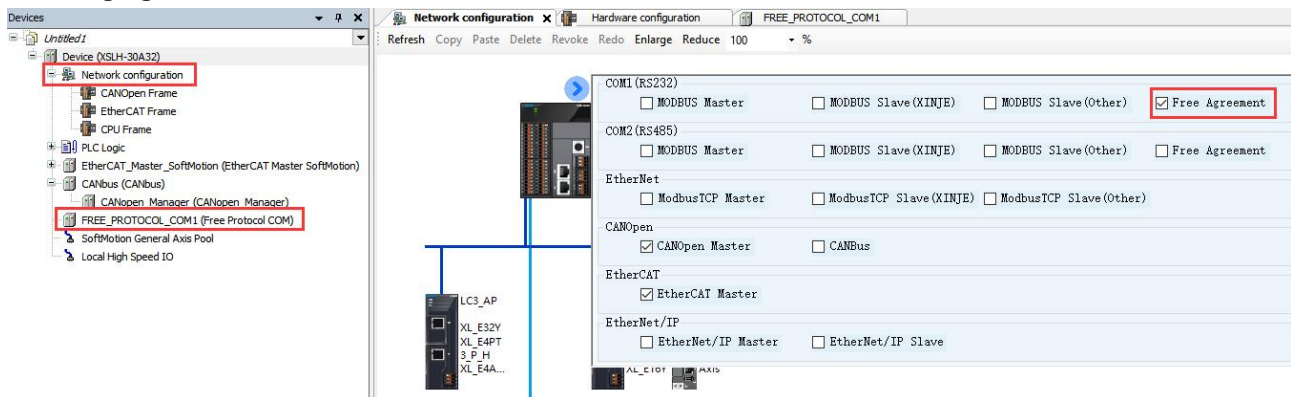 Devices
Untitled1
Device (XSLH-30A32)
Network configuration
CANOpen Frame
EtherCAT Frame
CPU Frame
PLC Logic
EtherCAT_Master_SoftMotion (EtherCAT Master SoftMotion)
CANbus (CANbus)
CANopen_Manager (CANopen_Manager)
FREE_PROTOCOL_COM1 (Free Protocol COM)
SoftMotion General Axis Pool
Local High Speed IO
Network configuration Hardware configuration FREE_PROTOCOL_COM1
Refresh Copy Paste Delete Revoke Redo Enlarge Reduce 100 %
COM1(RS232)
MODBUS Master MODBUS Slave(XINJE) MODBUS Slave(Other) Free Agreement
COM2(RS485)
MODBUS Master MODBUS Slave(XINJE) MODBUS Slave(Other) Free Agreement
EtherNet
ModbusTCP Master ModbusTCP Slave(XINJE) ModbusTCP Slave(Other)
CANOpen
CANOpen Master CANBus
EtherCAT
EtherCAT Master
EtherNet/IP
EtherNet/IP Master EtherNet/IP Slave
LC3_AP
XL_E32Y
XL_E4PT
3_P_H
XL_E4A...
XL_E16Y Axis